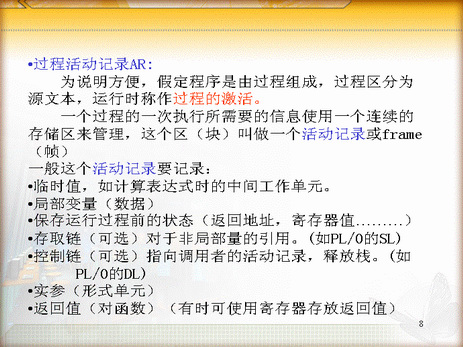 •过程活动记录AR:
为说明方便，假定程序是由过程组成，过程区分为
源文本，运行时称作过程的激活。
一个过程的一次执行所需要的信息使用一个连续的
存储区来管理，这个区（块）叫做一个活动记录或frame
（帧）
一般这个活动记录要记录：
•临时值，如计算表达式时的中间工作单元。
•局部变量（数据）
•保存运行过程前的状态（返回地址，寄存器值………）
•存取链（可选）对于非局部量的引用。(如PL/0的SL)
•控制链（可选）指向调用者的活动记录，释放栈。(如
PL/0的DL)
•实参（形式单元）
•返回值（对函数）（有时可使用寄存器存放返回值）
8